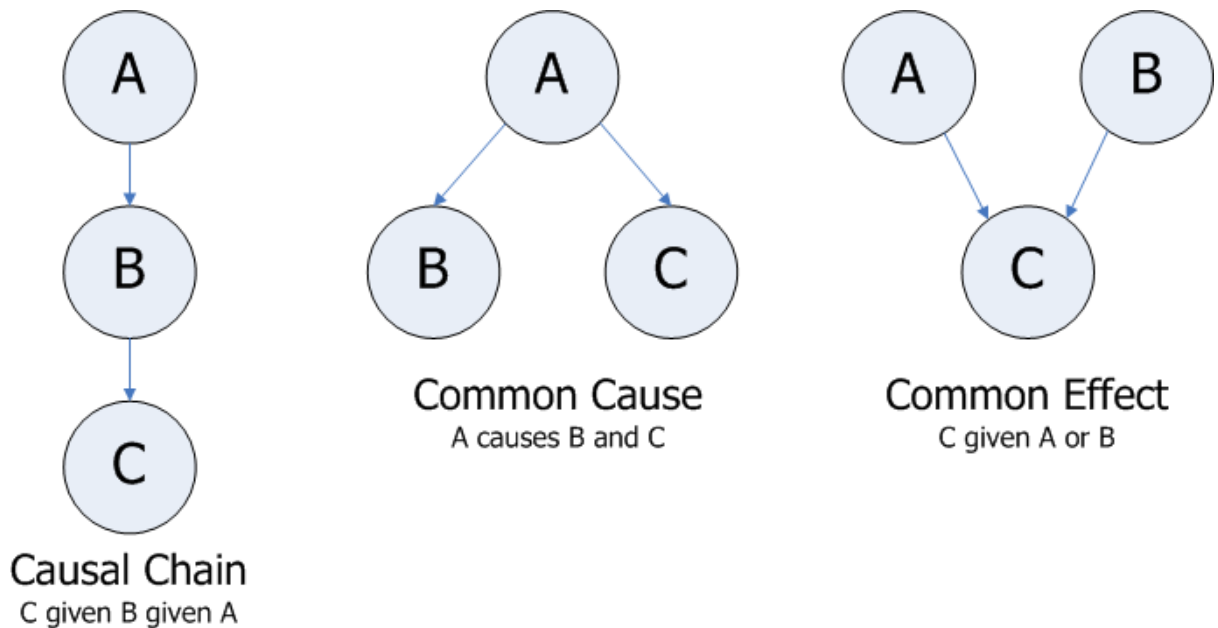 A
B
C
Causal Chain
C given B given A
A
B
C
Common Cause
A causes B and C
A
B
C
Common Effect
C given A or B